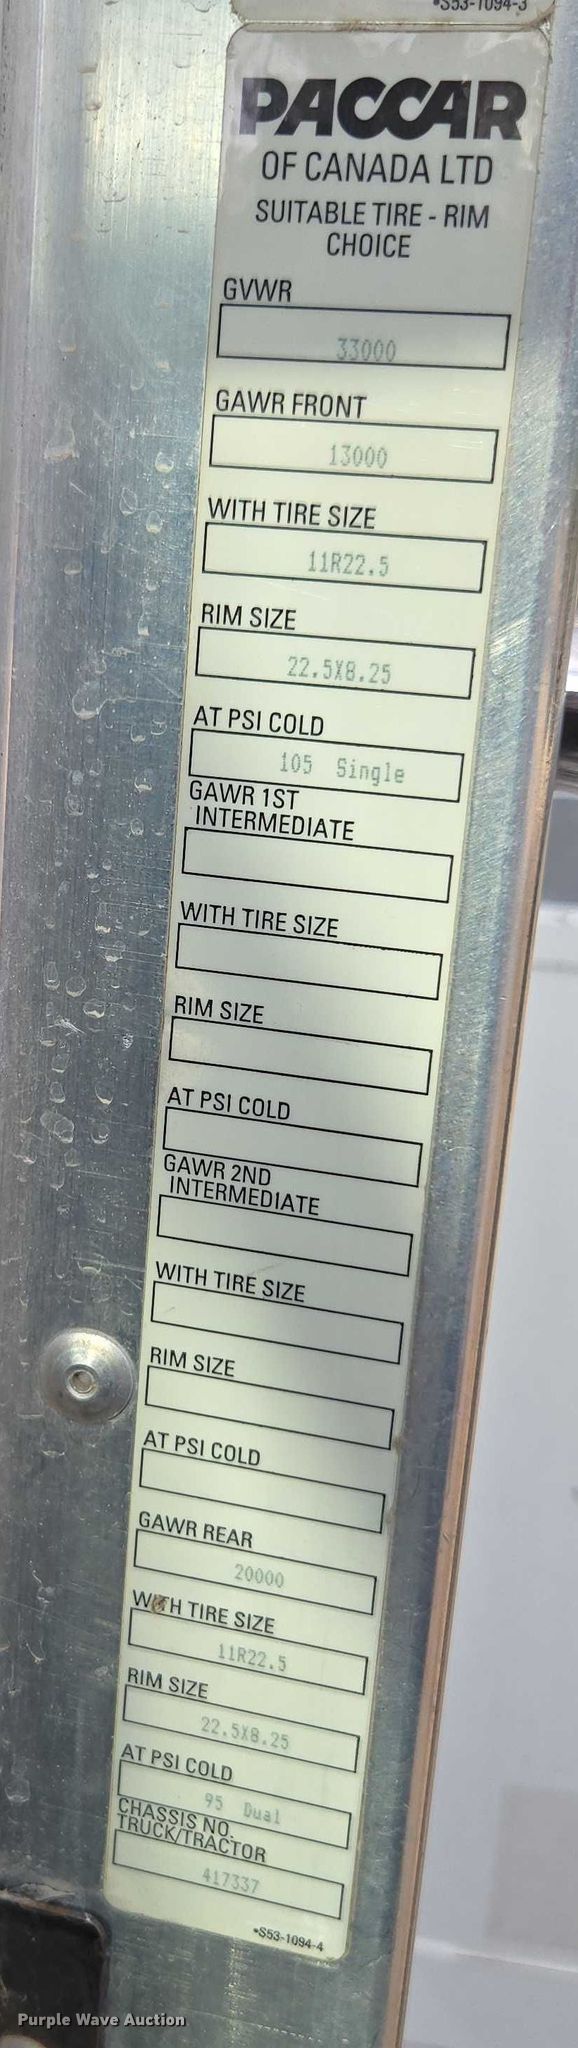 *S53-1094-3
PACCAR
OF CANADA LTD
SUITABLE TIRE - RIM
CHOICE
GVWR
33000
GAWR FRONT
13000
WITH TIRE SIZE
11R22.5
RIM SIZE
22.5X8.25
AT PSI COLD
105 Single
GAWR 1ST
INTERMEDIATE
WITH TIRE SIZE
RIM SIZE
AT PSI COLD
GAWR 2ND
INTERMEDIATE
WITH TIRE SIZE
RIM SIZE
AT PSI COLD
GAWR REAR
20000
WITH TIRE SIZE
11R22.5
RIM SIZE
22.5X8.25
AT PSI COLD
95 Dual
CHASSIS NO.
TRUCK/TRACTOR
417337
*S53-1094-4
Purple Wave Auction